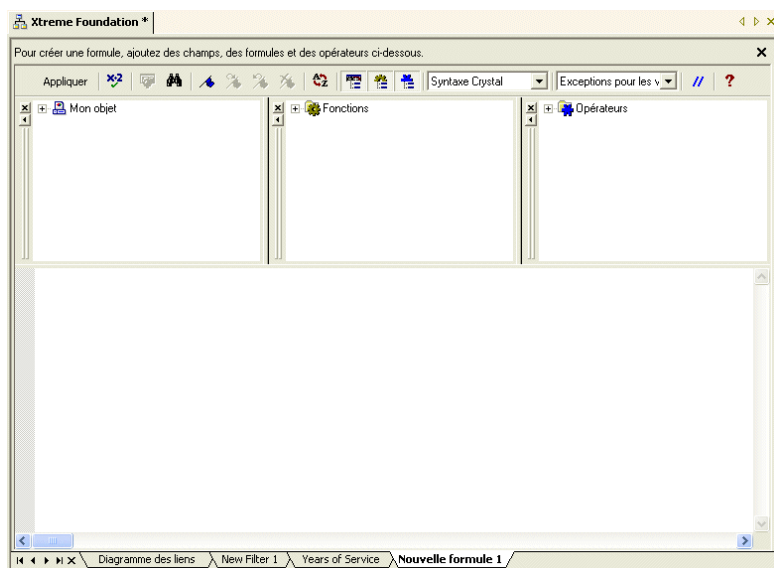 Xtreme Foundation *
Pour créer une formule, ajoutez des champs, des formules et des opérateurs ci-dessous.
Appliquer Syntaxe Crystal Exceptions pour les v
Mon objet
Fonctions
Opérateurs
Diagramme des liens New Filter 1 Years of Service Nouvelle formule 1